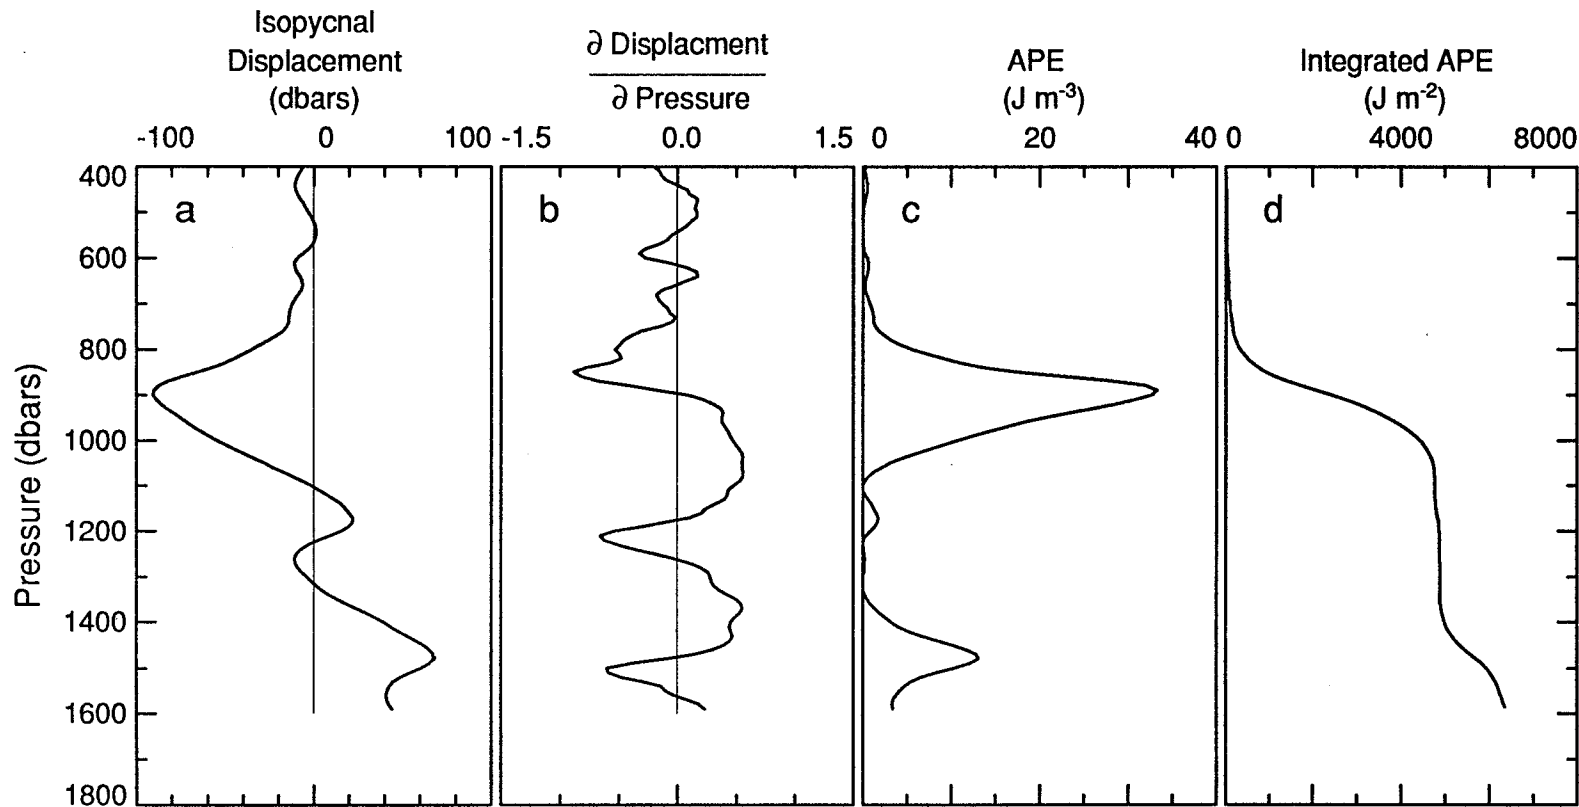 Isopycnal
Displacement
(dbars)
-100 0 100
∂ Displacment
∂ Pressure
-1.5 0.0 1.5
APE
(J m-3)
0 20 40
Integrated APE
(J m-2)
0 4000 8000
a
b
c
d
Pressure (dbars)
400
600
800
1000
1200
1400
1600
1800